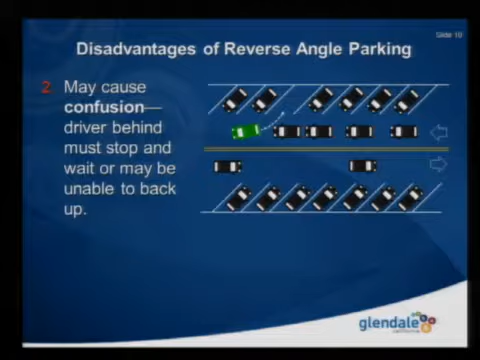 Slide 10
Disadvantages of Reverse Angle Parking
2 May cause
confusion—
driver behind
must stop and
wait or may be
unable to back
up.
glendale